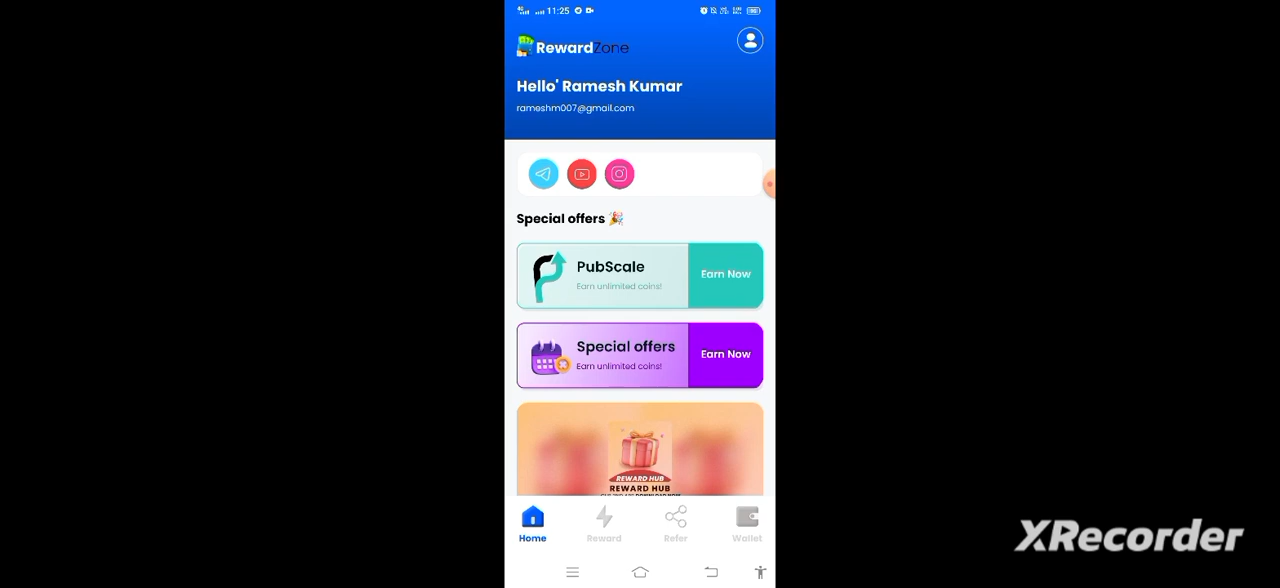 4G 11:25
RewardZone
Hello' Ramesh Kumar
rameshm007@gmail.com
Special offers 🎉
PubScale
Earn unlimited coins!
Earn Now
Special offers
Earn unlimited coins!
Earn Now
REWARD HUB
REWARD HUB
Home
Reward
Refer
Wallet
XRecorder